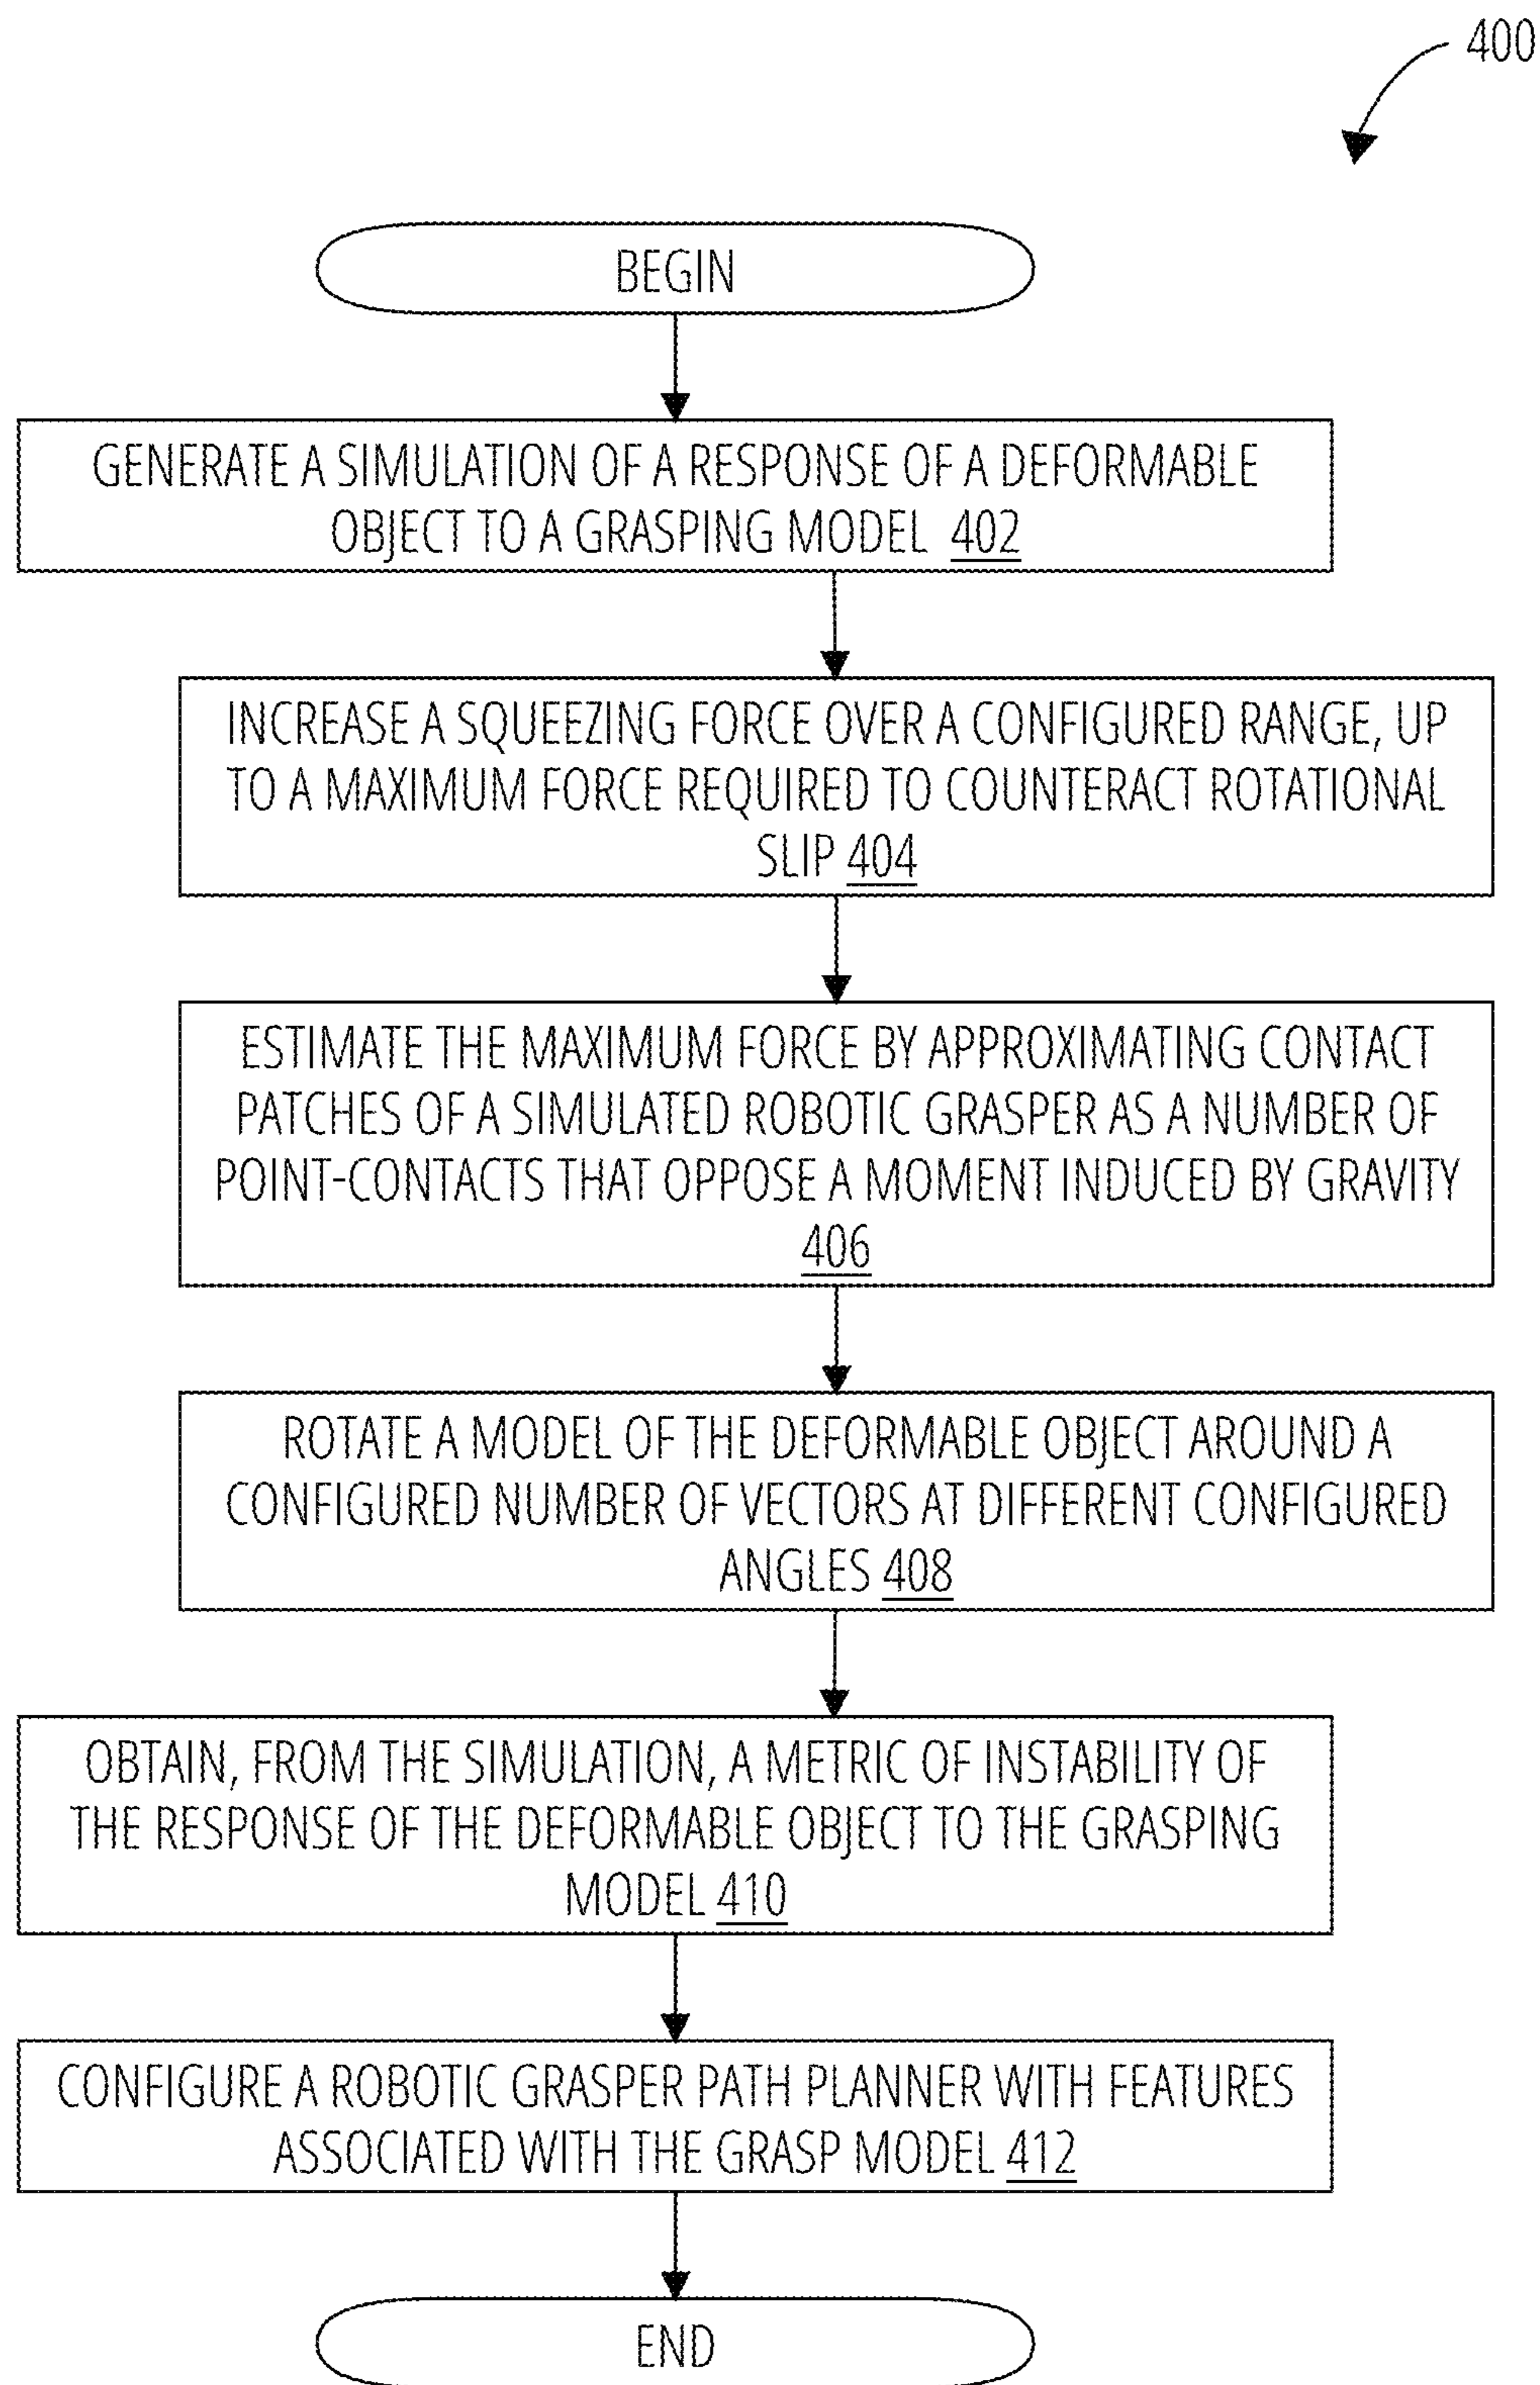 400
BEGIN
GENERATE A SIMULATION OF A RESPONSE OF A DEFORMABLE
OBJECT TO A GRASPING MODEL 402
INCREASE A SQUEEZING FORCE OVER A CONFIGURED RANGE, UP
TO A MAXIMUM FORCE REQUIRED TO COUNTERACT ROTATIONAL
SLIP 404
ESTIMATE THE MAXIMUM FORCE BY APPROXIMATING CONTACT
PATCHES OF A SIMULATED ROBOTIC GRASPER AS A NUMBER OF
POINT-CONTACTS THAT OPPOSE A MOMENT INDUCED BY GRAVITY
406
ROTATE A MODEL OF THE DEFORMABLE OBJECT AROUND A
CONFIGURED NUMBER OF VECTORS AT DIFFERENT CONFIGURED
ANGLES 408
OBTAIN, FROM THE SIMULATION, A METRIC OF INSTABILITY OF
THE RESPONSE OF THE DEFORMABLE OBJECT TO THE GRASPING
MODEL 410
CONFIGURE A ROBOTIC GRASPER PATH PLANNER WITH FEATURES
ASSOCIATED WITH THE GRASP MODEL 412
END